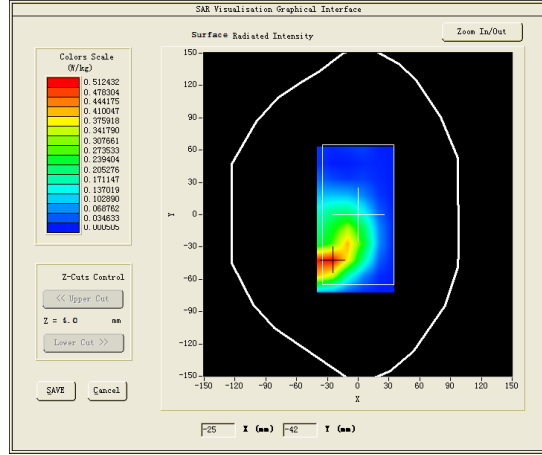 SAR Visualisation Graphical Interface
Surface Radiated Intensity
Zoom In/Out
Colors Scale
(W/kg)
0.512432
0.478304
0.444175
0.410047
0.375918
0.341790
0.307661
0.273533
0.239404
0.205276
0.171147
0.137019
0.102890
0.068762
0.034633
0.000505
Z-Cuts Control
<< Upper Cut
Z = 4.0 mm
Lower Cut >>
SAVE Cancel
150
120
90
60
30
0
-30
-60
-90
-120
-150
Y
-150 -120 -90 -60 -30 0 30 60 90 120 150
X
-25 X (mm) -42 Y (mm)